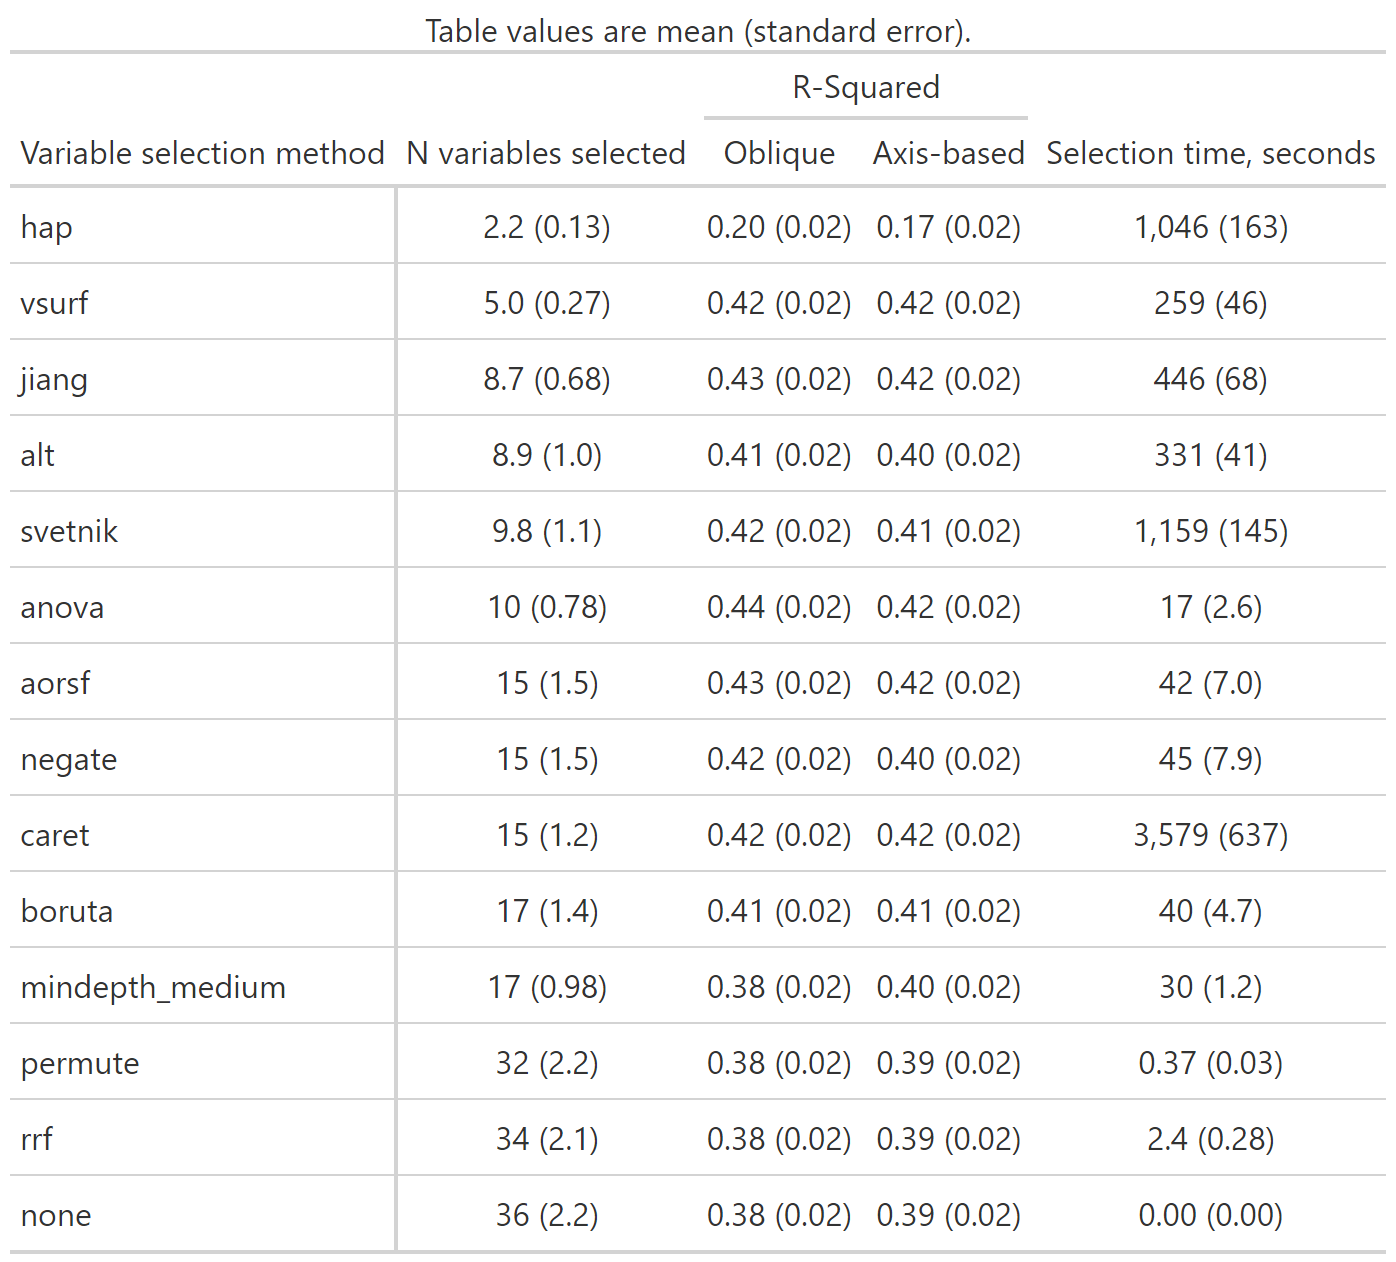 Table values are mean (standard error).
R-Squared
Variable selection method N variables selected Oblique Axis-based Selection time, seconds
hap 2.2 (0.13) 0.20 (0.02) 0.17 (0.02) 1,046 (163)
vsurf 5.0 (0.27) 0.42 (0.02) 0.42 (0.02) 259 (46)
jiang 8.7 (0.68) 0.43 (0.02) 0.42 (0.02) 446 (68)
alt 8.9 (1.0) 0.41 (0.02) 0.40 (0.02) 331 (41)
svetnik 9.8 (1.1) 0.42 (0.02) 0.41 (0.02) 1,159 (145)
anova 10 (0.78) 0.44 (0.02) 0.42 (0.02) 17 (2.6)
aorsf 15 (1.5) 0.43 (0.02) 0.42 (0.02) 42 (7.0)
negate 15 (1.5) 0.42 (0.02) 0.40 (0.02) 45 (7.9)
caret 15 (1.2) 0.42 (0.02) 0.42 (0.02) 3,579 (637)
boruta 17 (1.4) 0.41 (0.02) 0.41 (0.02) 40 (4.7)
mindepth_medium 17 (0.98) 0.38 (0.02) 0.40 (0.02) 30 (1.2)
permute 32 (2.2) 0.38 (0.02) 0.39 (0.02) 0.37 (0.03)
rrf 34 (2.1) 0.38 (0.02) 0.39 (0.02) 2.4 (0.28)
none 36 (2.2) 0.38 (0.02) 0.39 (0.02) 0.00 (0.00)